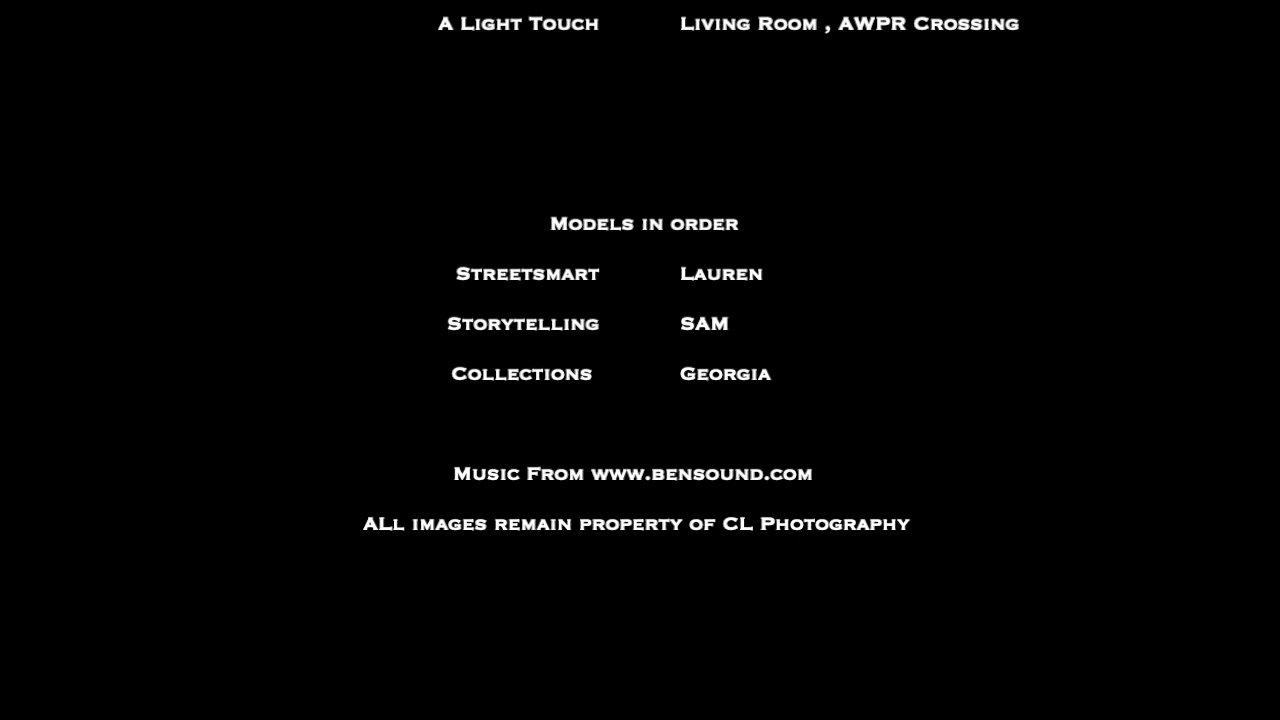 A Light Touch Living Room , AWPR Crossing
Models in order
Streetsmart Lauren
Storytelling SAM
Collections Georgia
Music From www.bensound.com
ALl images remain property of CL Photography